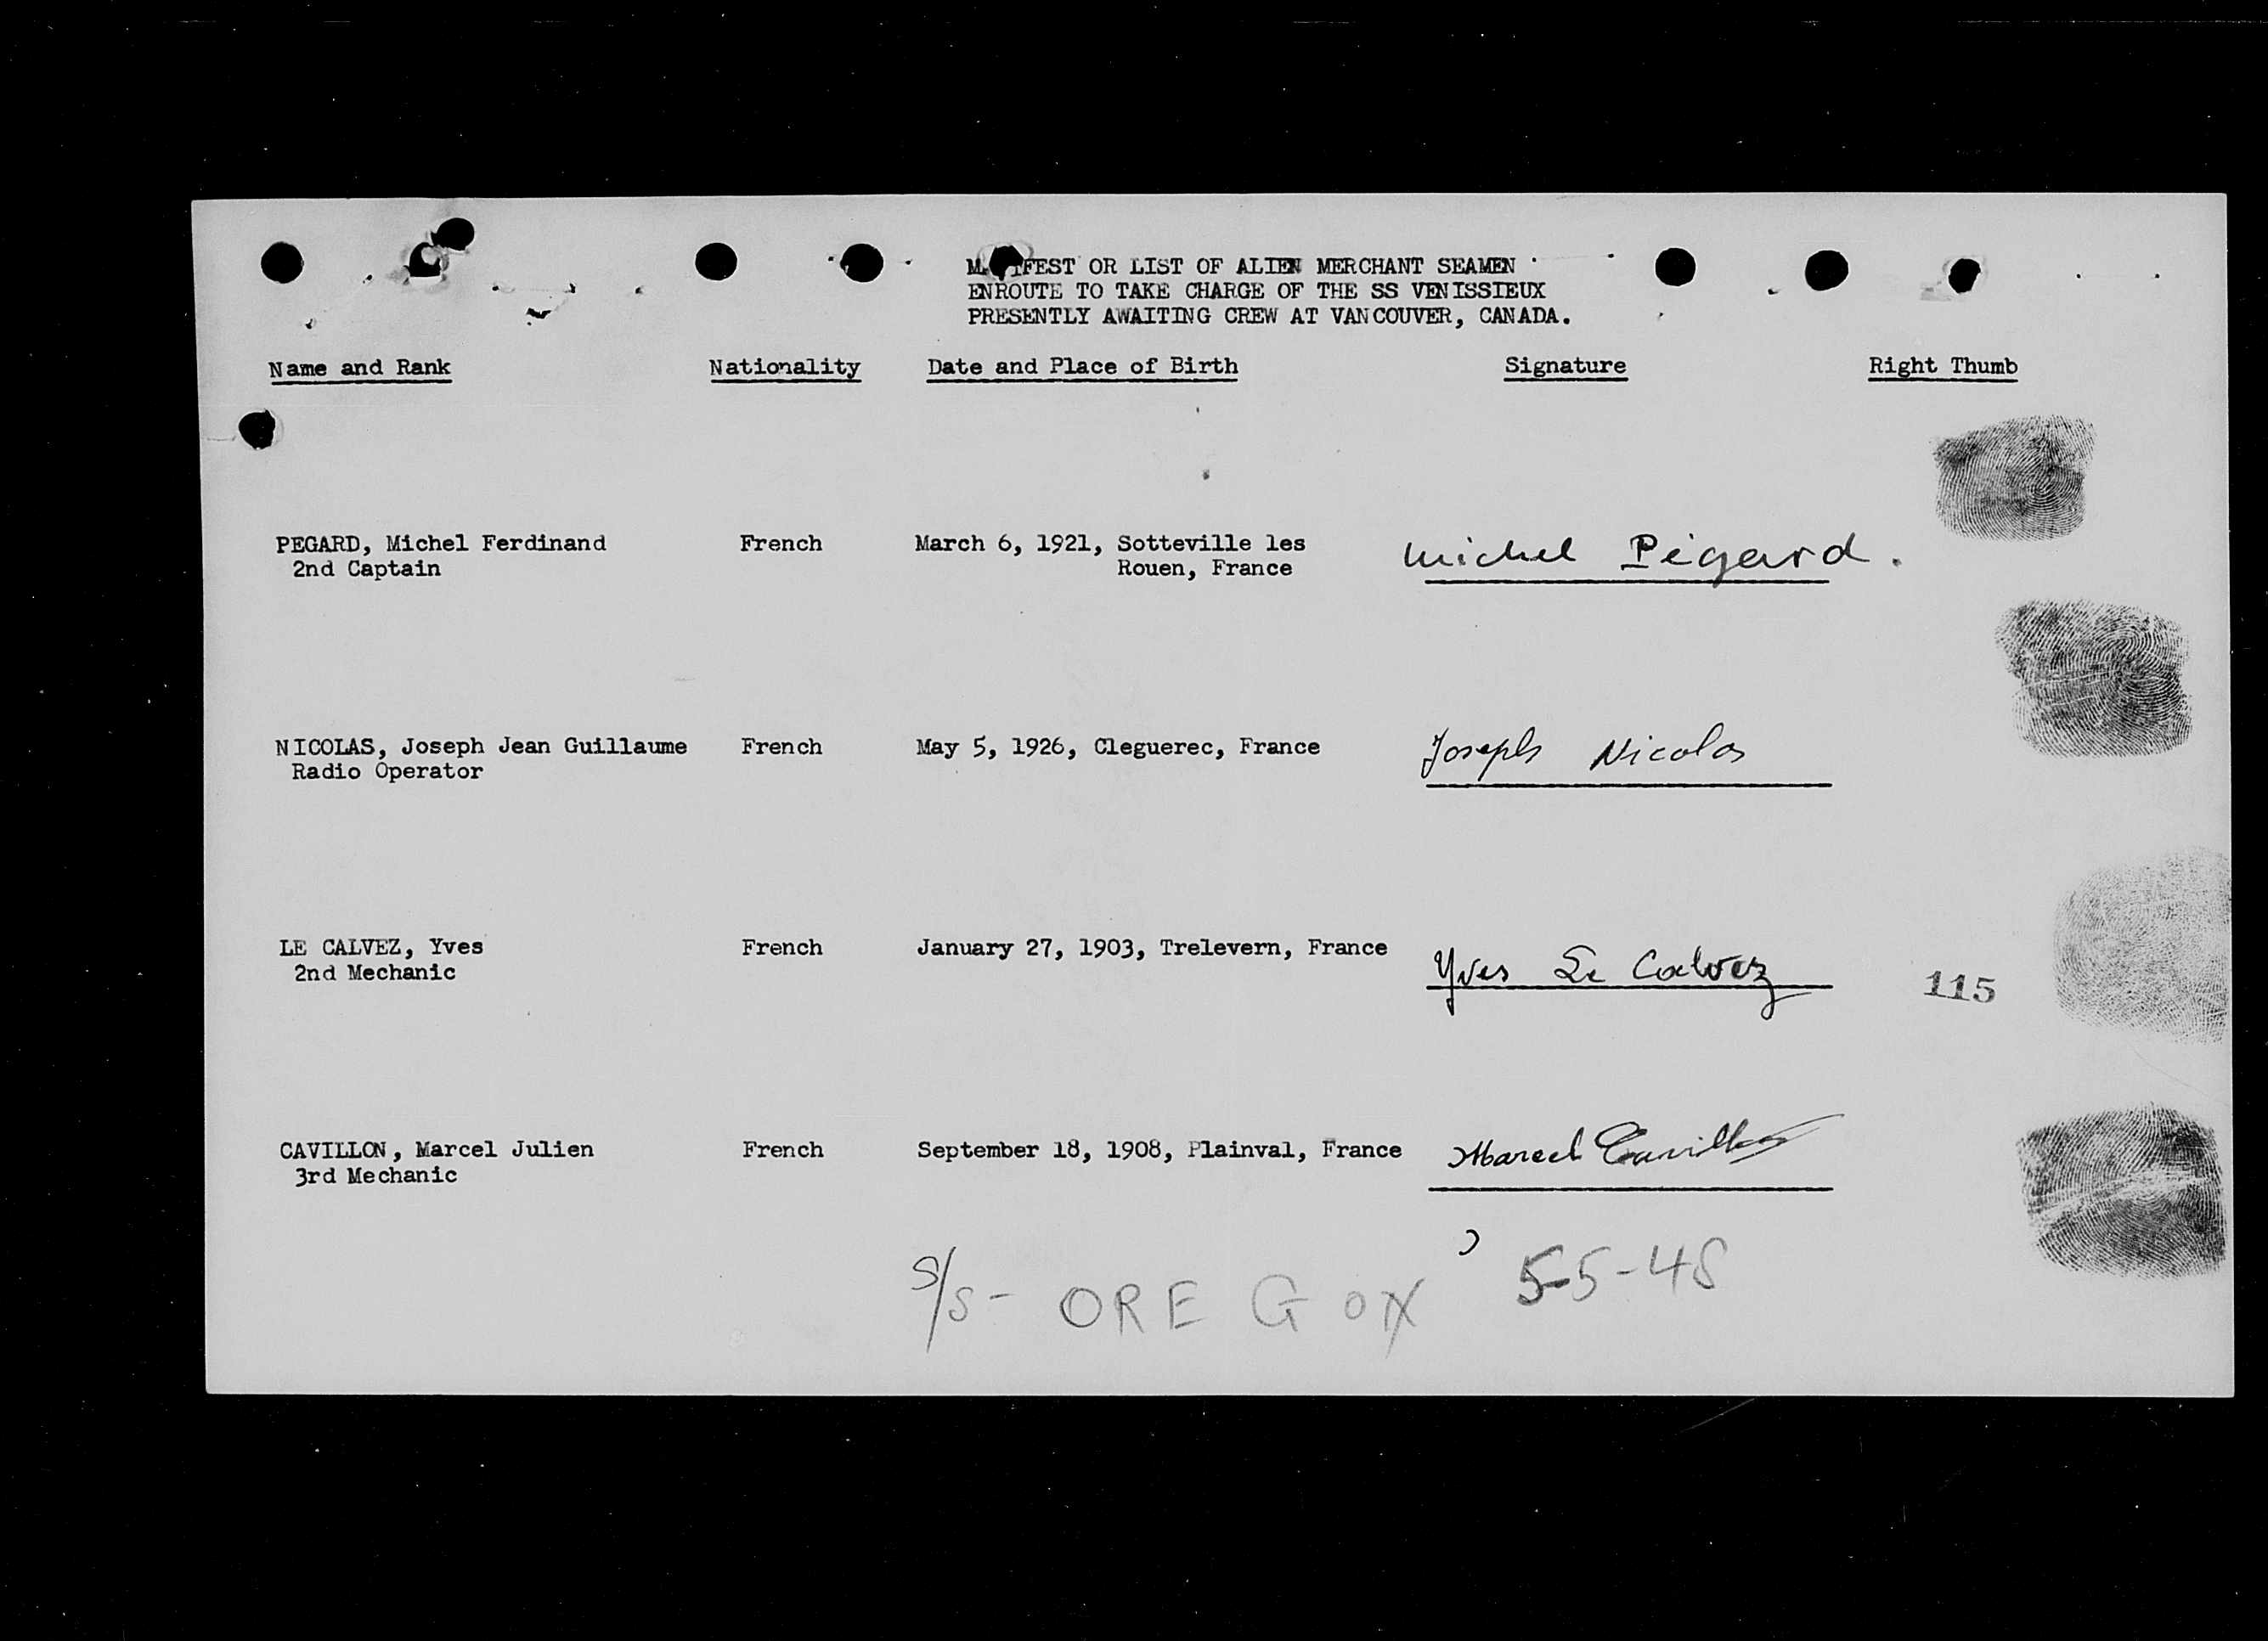 MANIFEST OR LIST OF ALIEN MERCHANT SEAMEN
ENROUTE TO TAKE CHARGE OF THE SS VENISSIEUX
PRESENTLY AWAITING CREW AT VANCOUVER, CANADA.
Name and Rank Nationality Date and Place of Birth Signature Right Thumb
PEGARD, Michel Ferdinand French March 6, 1921, Sotteville les Michel Pégard.
2nd Captain Rouen, France
NICOLAS, Joseph Jean Guillaume French May 5, 1926, Cleguerec, France Joseph Nicolas
Radio Operator
LE CALVEZ, Yves French January 27, 1903, Trelevern, France Yves Le Calvez
2nd Mechanic 115
CAVILLON, Marcel Julien French September 18, 1908, Plainval, France Marcel Cavillon
3rd Mechanic
S/S - OREGON 5-5-48